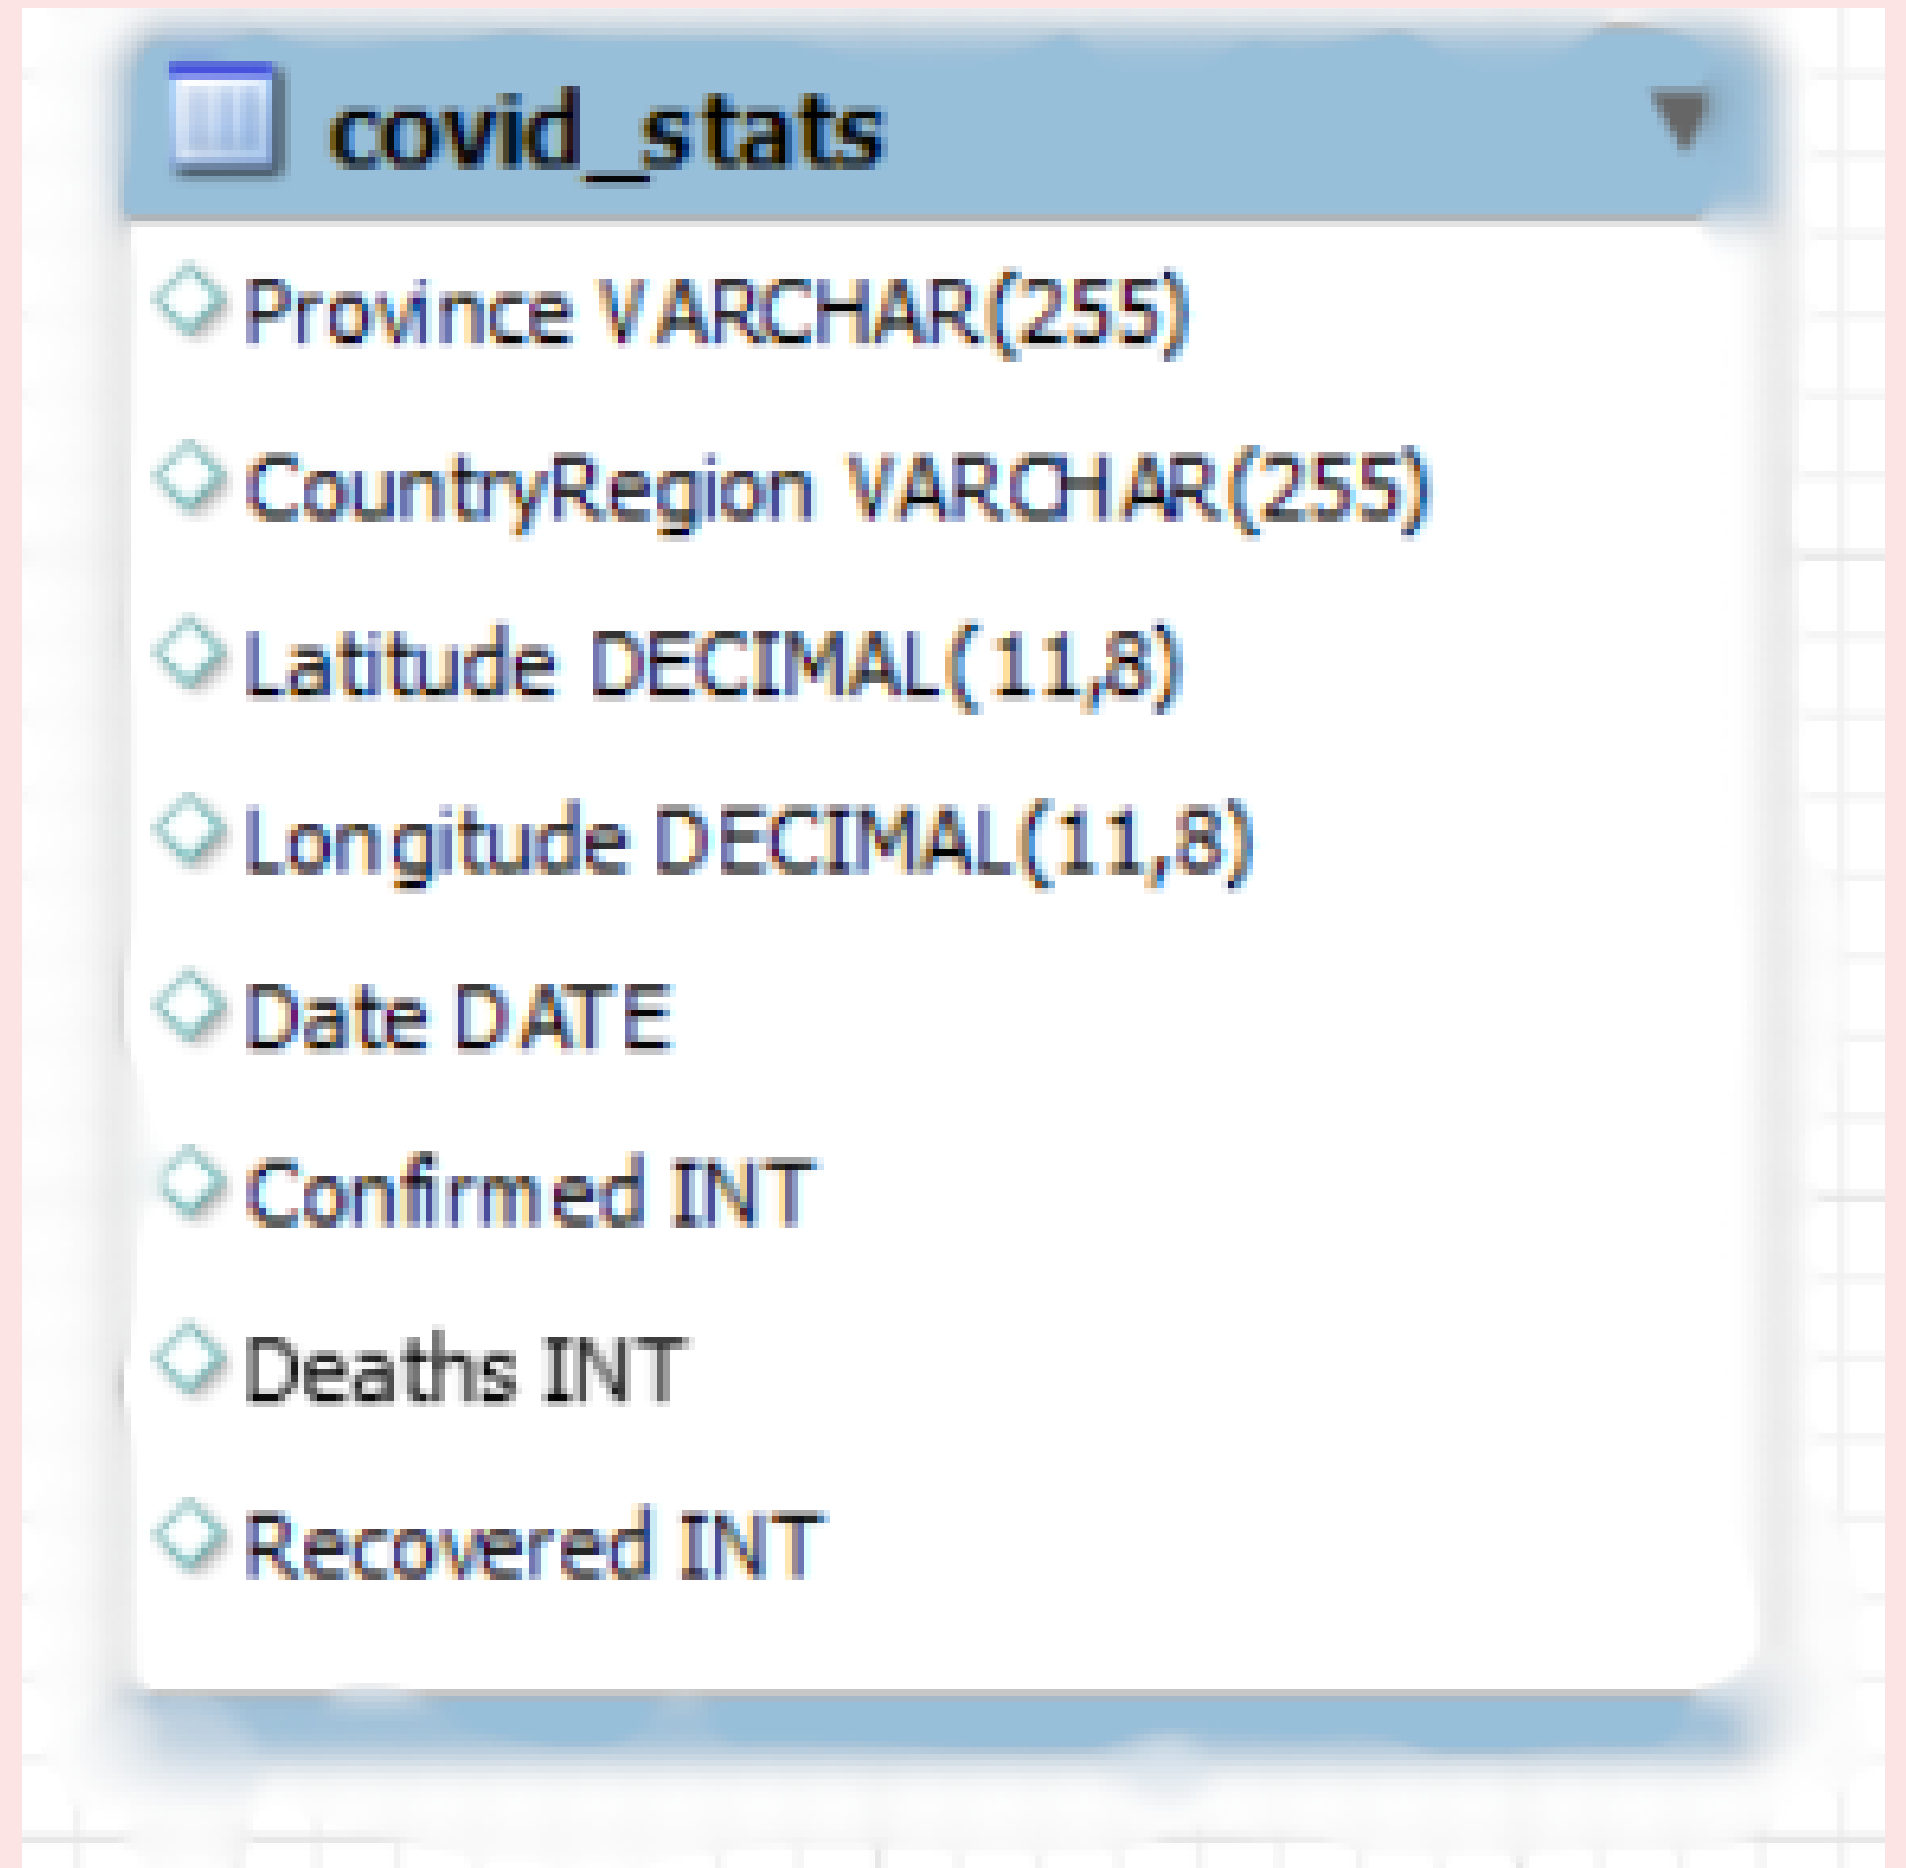 covid_stats
Province VARCHAR(255)
CountryRegion VARCHAR(255)
Latitude DECIMAL(11,8)
Longitude DECIMAL(11,8)
Date DATE
Confirmed INT
Deaths INT
Recovered INT